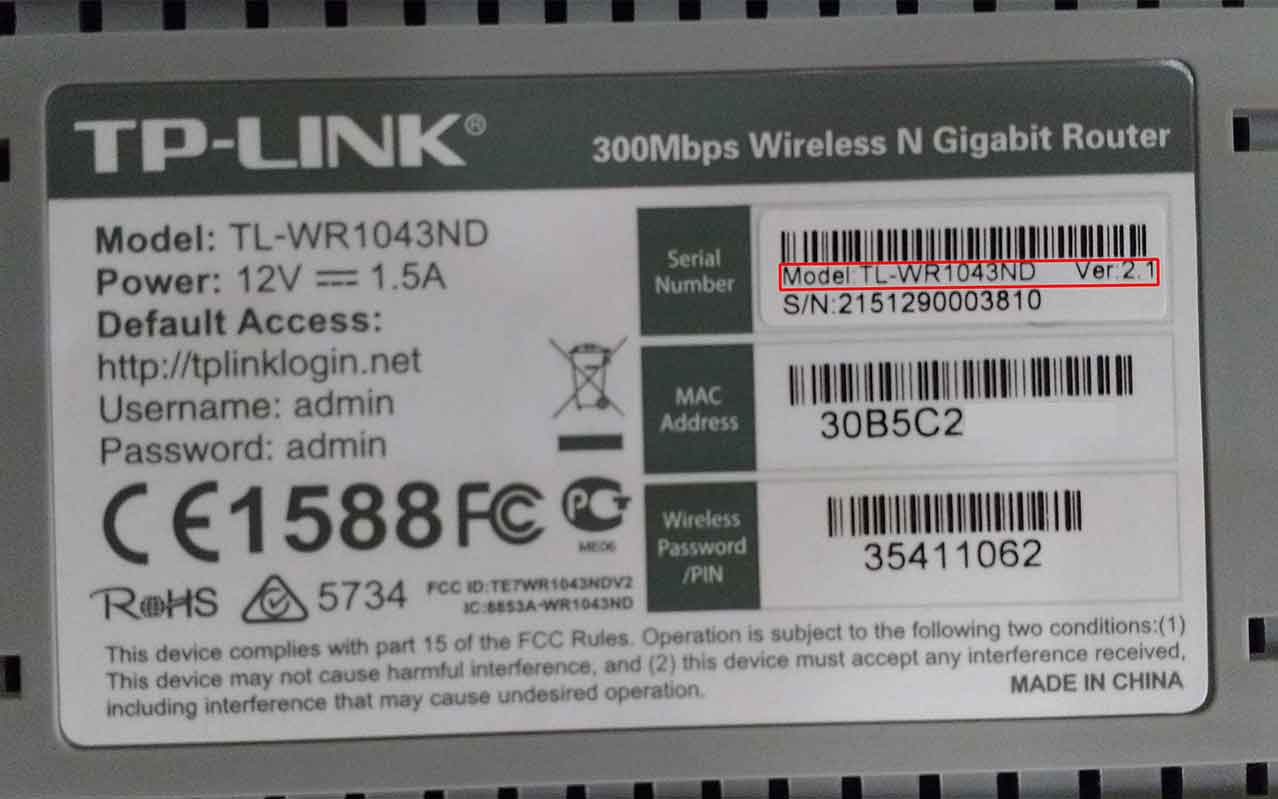 TP-LINK®
300Mbps Wireless N Gigabit Router
Model: TL-WR1043ND
Power: 12V ⎓ 1.5A
Default Access:
http://tplinklogin.net
Username: admin
Password: admin
CE1588FC
PCT
ME06
RoHS
5734
FCC ID:TE7WR1043NDV2
IC:8853A-WR1043ND
Serial
Number
Model:TL-WR1043ND Ver:2.1
S/N:2151290003810
MAC
Address
30B5C2
Wireless
Password
/PIN
35411062
This device complies with part 15 of the FCC Rules. Operation is subject to the following two conditions:(1)
This device may not cause harmful interference, and (2) this device must accept any interference received,
including interference that may cause undesired operation.
MADE IN CHINA